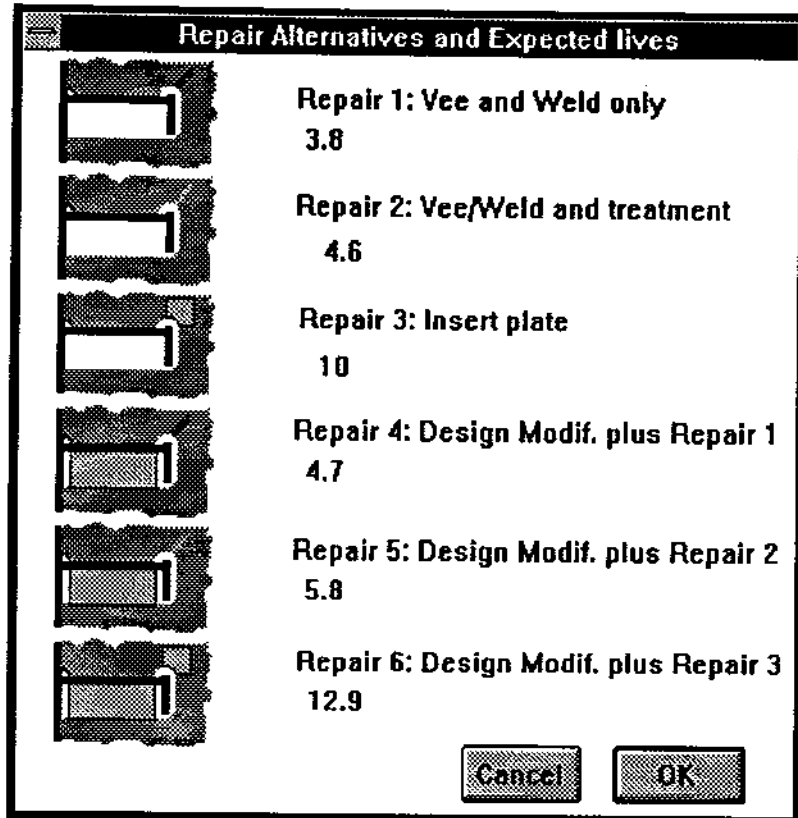 Repair Alternatives and Expected lives
Repair 1: Vee and Weld only
3.8
Repair 2: Vee/Weld and treatment
4.6
Repair 3: Insert plate
10
Repair 4: Design Modif. plus Repair 1
4.7
Repair 5: Design Modif. plus Repair 2
5.8
Repair 6: Design Modif. plus Repair 3
12.9
Cancel OK